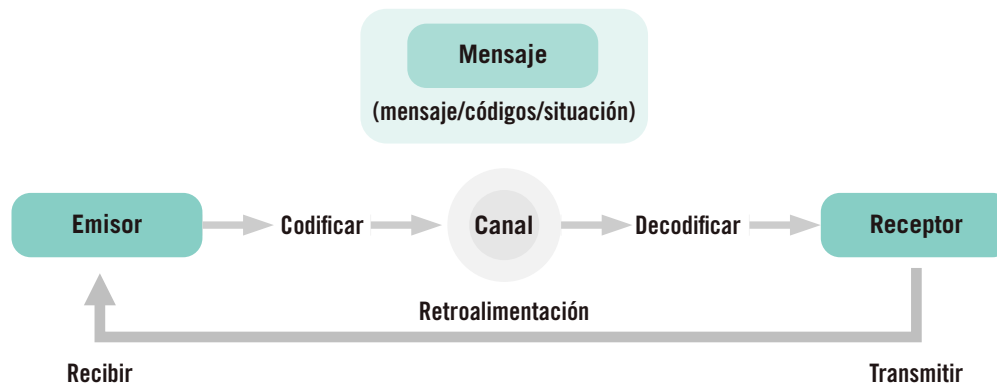 Mensaje
(mensaje/códigos/situación)
Emisor
Codificar
Canal
Decodificar
Receptor
Retroalimentación
Recibir
Transmitir